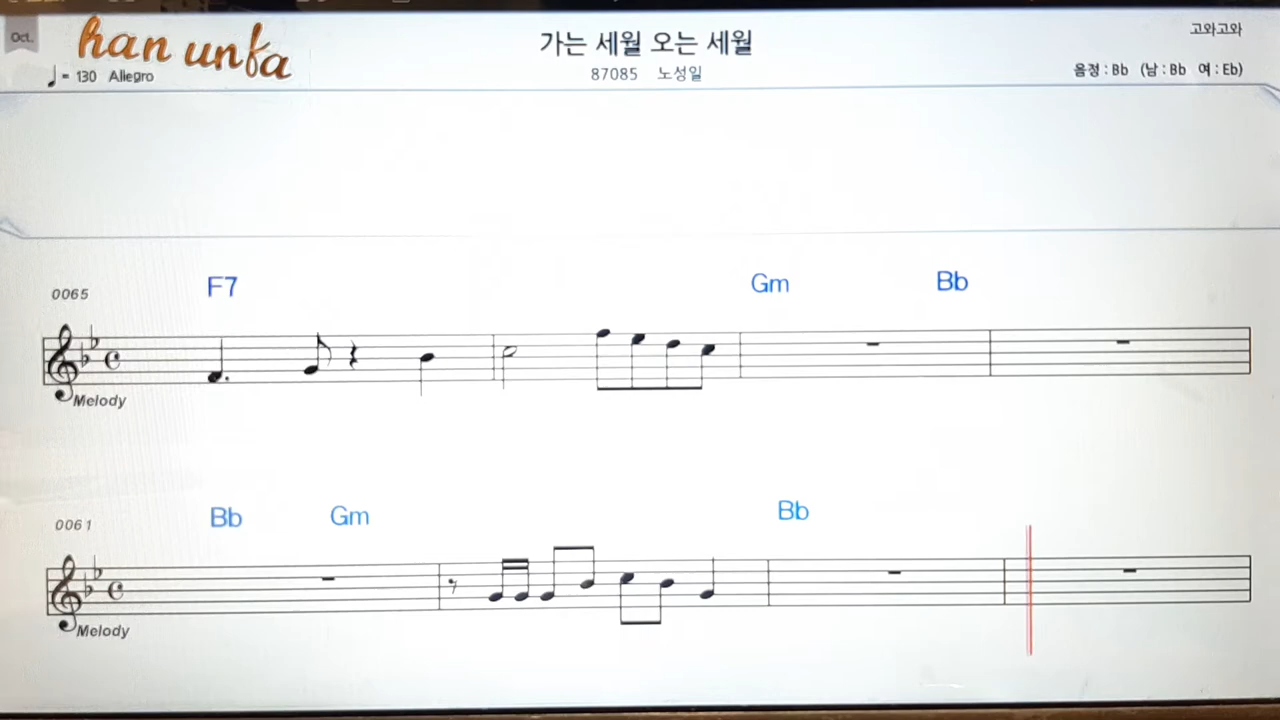 Oct.
han unfa
가는 세월 오는 세월
고와고와
= 130 Allegro
87085 노성일
음정 : Bb (남 : Bb 여 : Eb)
0065
F7 Gm Bb
Melody
0061
Bb Gm Bb
Melody